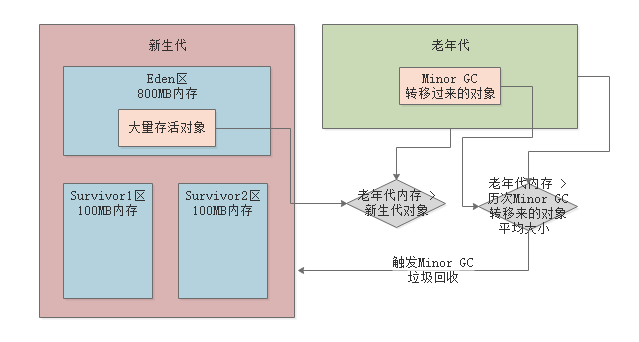 新生代
Eden区
800MB内存
大量存活对象
Survivor1区
100MB内存
Survivor2区
100MB内存
老年代
Minor GC
转移过来的对象
老年代内存 >
新生代对象
老年代内存 >
历次Minor GC
转移来的对象
平均大小
触发Minor GC
垃圾回收